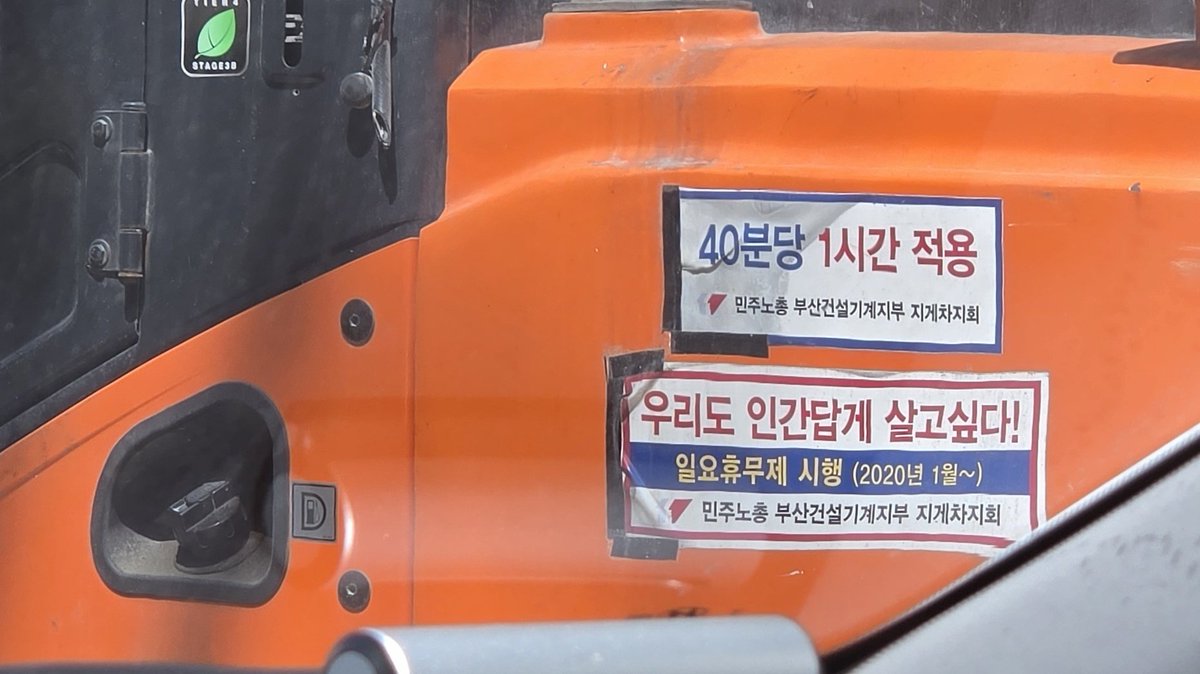 TIER4
STAGE3B
40분당 1시간 적용
민주노총 부산건설기계지부 지게차지회
D
우리도 인간답게 살고싶다!
일요휴무제 시행 (2020년 1월~)
민주노총 부산건설기계지부 지게차지회